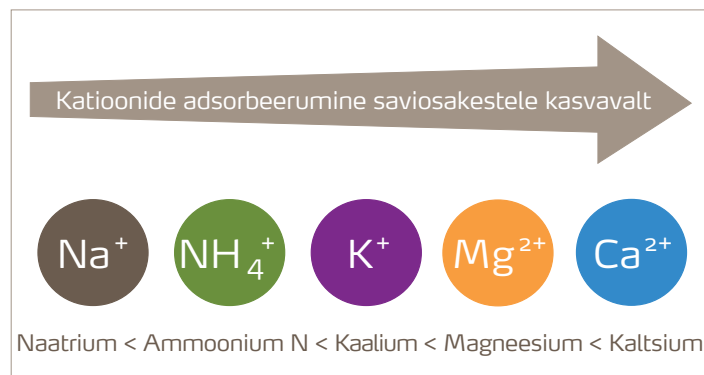 Katioonide adsorbeerumine saviosakestele kasvavalt
Na⁺ NH₄⁺ K⁺ Mg²⁺ Ca²⁺
Naatrium < Ammoonium N < Kaalium < Magneesium < Kaltsium